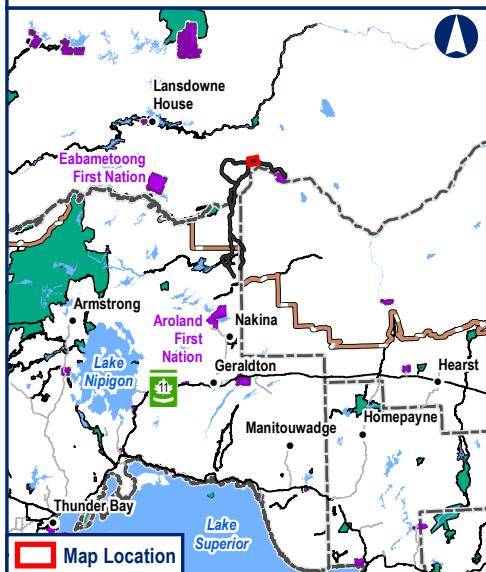 Lansdowne
House
Eabametoong
First Nation
Armstrong
Aroland
First
Nation
Nakina
Lake
Nipigon
Geraldton
Hearst
11
Homepayne
Manitouwadge
Thunder Bay
Lake
Superior
Map Location